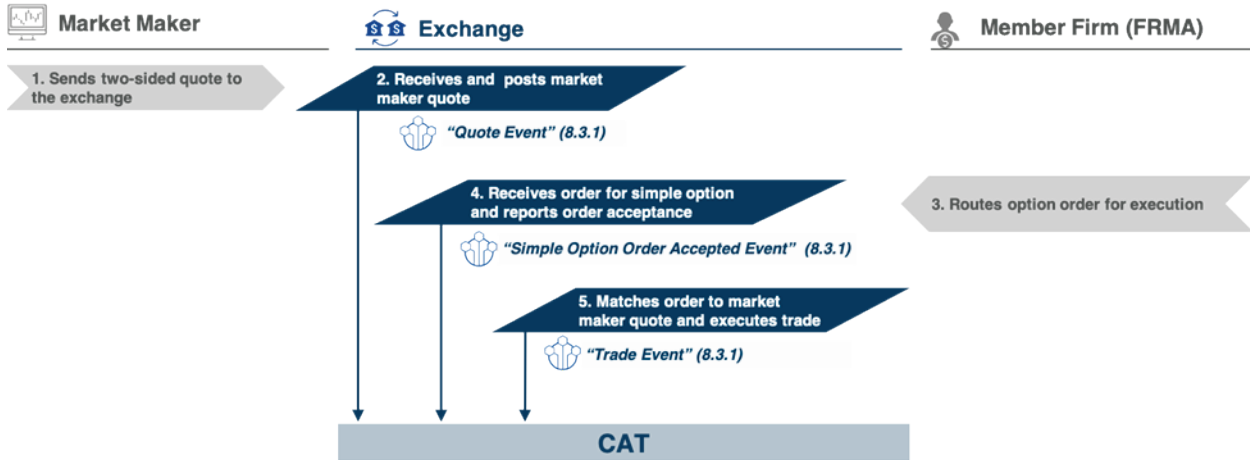 Market Maker
Exchange
Member Firm (FRMA)
1. Sends two-sided quote to
the exchange
2. Receives and posts market
maker quote
"Quote Event" (8.3.1)
4. Receives order for simple option
and reports order acceptance
3. Routes option order for execution
"Simple Option Order Accepted Event" (8.3.1)
5. Matches order to market
maker quote and executes trade
"Trade Event" (8.3.1)
CAT